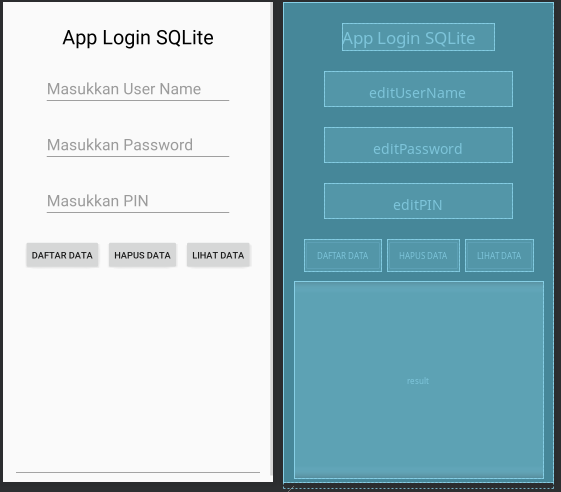 App Login SQLite
Masukkan User Name
Masukkan Password
Masukkan PIN
DAFTAR DATA
HAPUS DATA
LIHAT DATA
App Login SQLite
editUserName
editPassword
editPIN
DAFTAR DATA
HAPUS DATA
LIHAT DATA
result